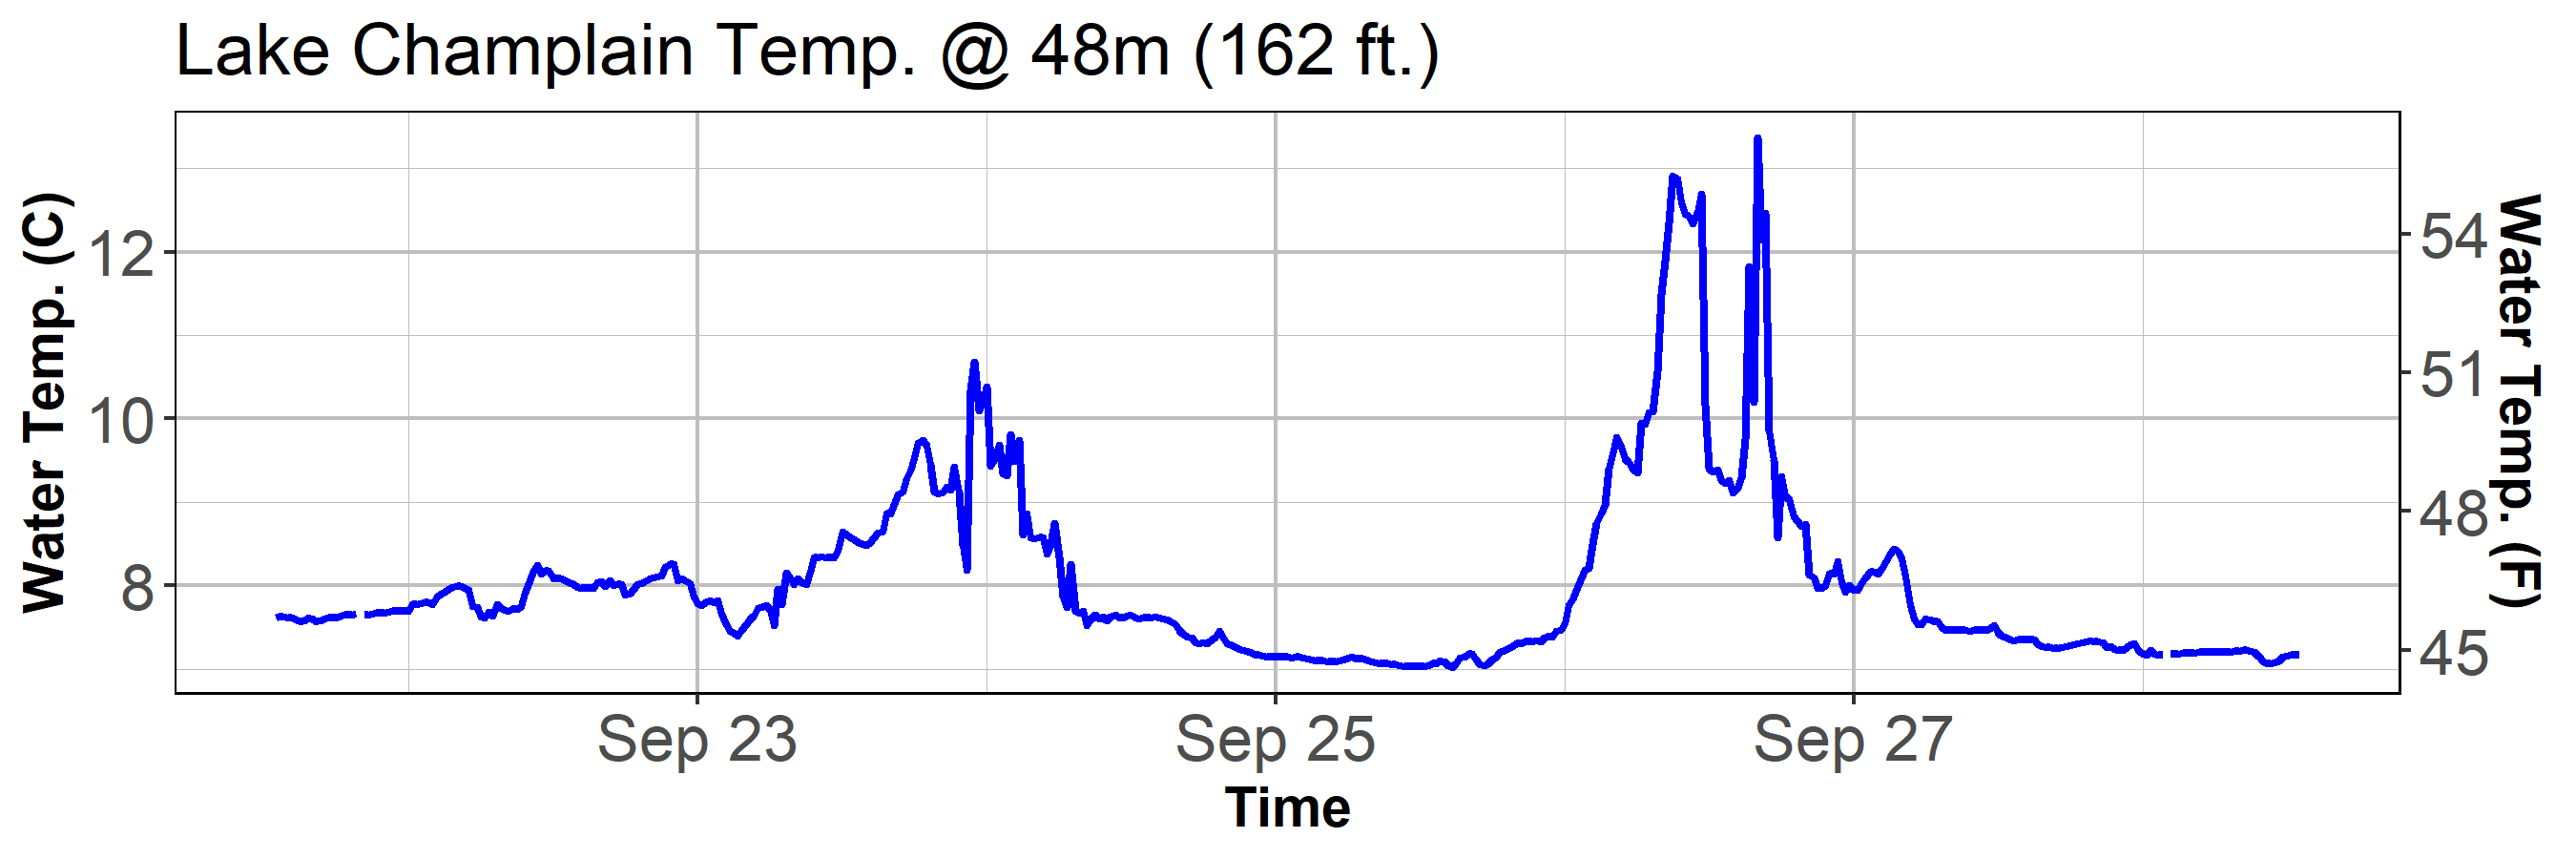 Lake Champlain Temp. @ 48m (162 ft.)
Water Temp. (C)
12
10
8
54
51
48
45
Water Temp. (F)
Sep 23
Sep 25
Sep 27
Time